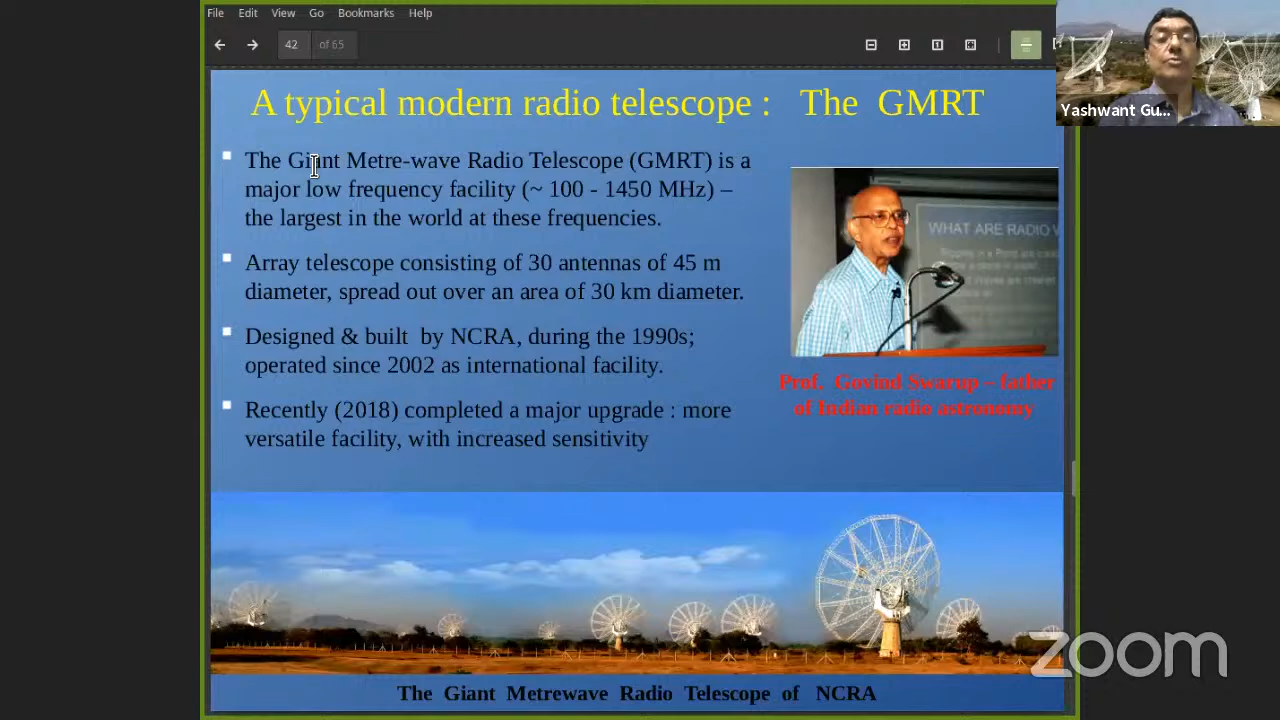 File Edit View Go Bookmarks Help
42 of 65
Yashwant Gu...
A typical modern radio telescope : The GMRT
The Giant Metre-wave Radio Telescope (GMRT) is a
major low frequency facility (~ 100 - 1450 MHz) –
the largest in the world at these frequencies.
Array telescope consisting of 30 antennas of 45 m
diameter, spread out over an area of 30 km diameter.
Designed & built by NCRA, during the 1990s;
operated since 2002 as international facility.
Recently (2018) completed a major upgrade : more
versatile facility, with increased sensitivity
WHAT ARE RADIO W
Prof. Govind Swarup – father
of Indian radio astronomy
zoom
The Giant Metrewave Radio Telescope of NCRA